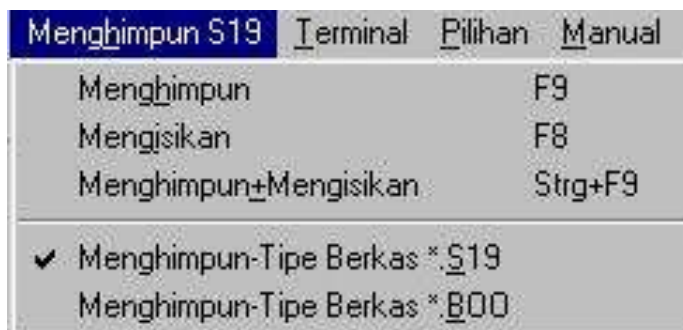 Menghimpun S19 Terminal Pilihan Manual
Menghimpun F9
Mengisikan F8
Menghimpun+Mengisikan Strg+F9
✔ Menghimpun-Tipe Berkas *.S19
Menghimpun-Tipe Berkas *.BOO